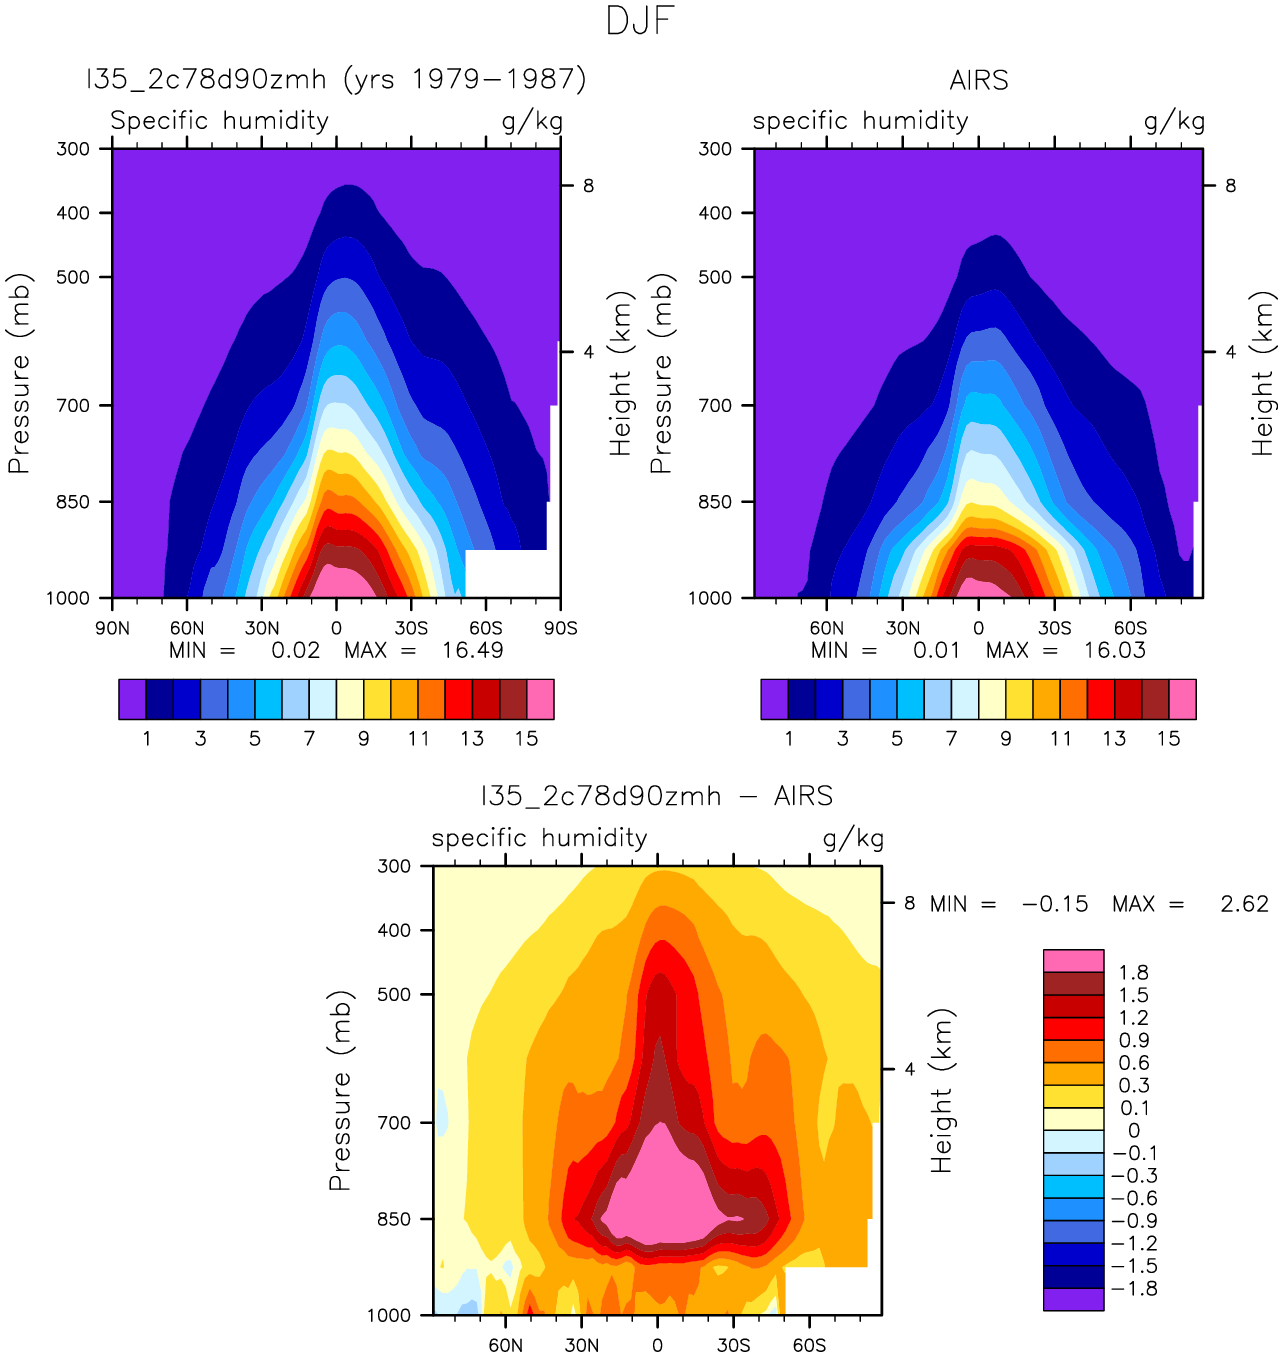 DJF
I35_2c78d90zmh (yrs 1979-1987)
Specific humidity g/kg
300
400
500
700
850
1000
Pressure (mb)
8
4
Height (km)
90N 60N 30N 0 30S 60S 90S
MIN = 0.02 MAX = 16.49
1 3 5 7 9 11 13 15
AIRS
specific humidity g/kg
300
400
500
700
850
1000
Pressure (mb)
8
4
Height (km)
60N 30N 0 30S 60S
MIN = 0.01 MAX = 16.03
1 3 5 7 9 11 13 15
I35_2c78d90zmh - AIRS
specific humidity g/kg
300
400
500
700
850
1000
Pressure (mb)
8
4
Height (km)
60N 30N 0 30S 60S
MIN = -0.15 MAX = 2.62
1.8
1.5
1.2
0.9
0.6
0.3
0.1
0
-0.1
-0.3
-0.6
-0.9
-1.2
-1.5
-1.8